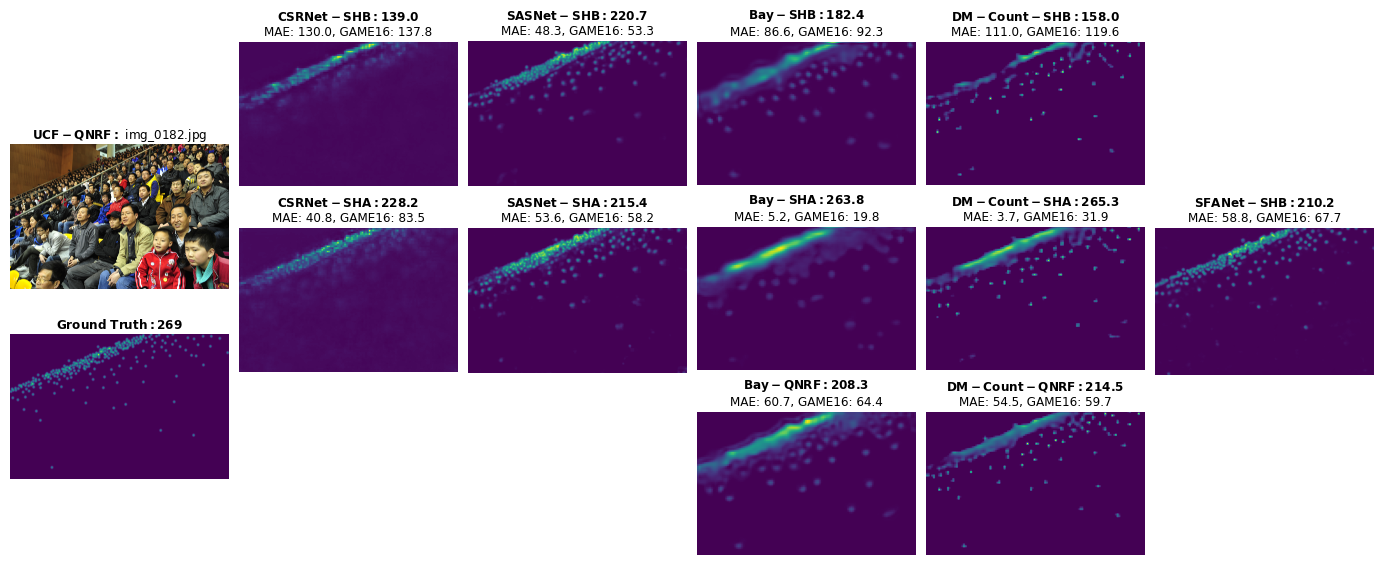 CSRNet − SHB: 139.0
MAE: 130.0, GAME16: 137.8
SASNet − SHB: 220.7
MAE: 48.3, GAME16: 53.3
Bay − SHB: 182.4
MAE: 86.6, GAME16: 92.3
DM − Count − SHB: 158.0
MAE: 111.0, GAME16: 119.6
UCF − QNRF: img_0182.jpg
CSRNet − SHA: 228.2
MAE: 40.8, GAME16: 83.5
SASNet − SHA: 215.4
MAE: 53.6, GAME16: 58.2
Bay − SHA: 263.8
MAE: 5.2, GAME16: 19.8
DM − Count − SHA: 265.3
MAE: 3.7, GAME16: 31.9
SFANet − SHB: 210.2
MAE: 58.8, GAME16: 67.7
Ground Truth: 269
Bay − QNRF: 208.3
MAE: 60.7, GAME16: 64.4
DM − Count − QNRF: 214.5
MAE: 54.5, GAME16: 59.7